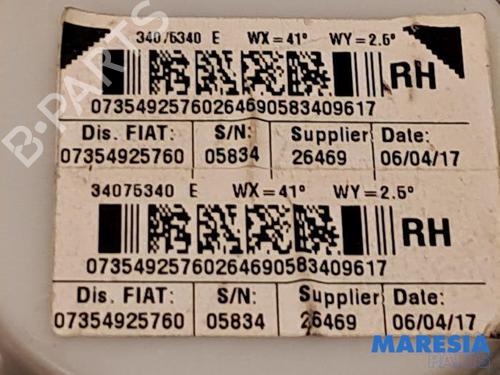 34075340 E WX=41° WY=2.5°
RH
07354925760264690583409617
Dis. FIAT: S/N: Supplier Date:
07354925760 05834 26469 06/04/17
34075340 E WX=41° WY=2.5°
RH
07354925760264690583409617
Dis. FIAT: S/N: Supplier Date:
07354925760 05834 26469 06/04/17
B-PARTS
MARESIA
PARTS